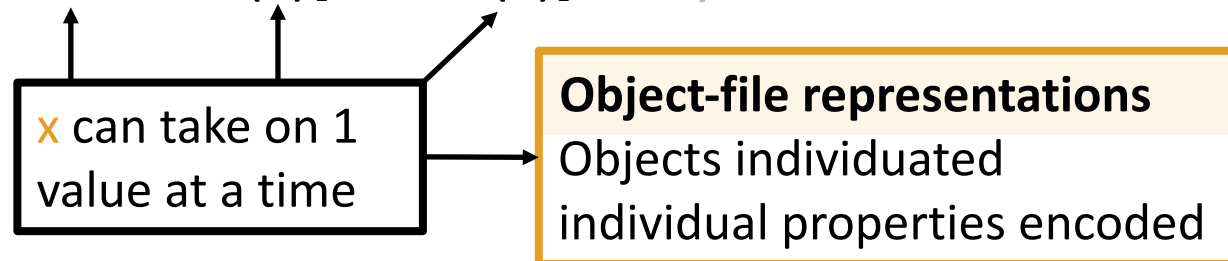 x can take on 1
value at a time
Object-file representations
Objects individuated
individual properties encoded